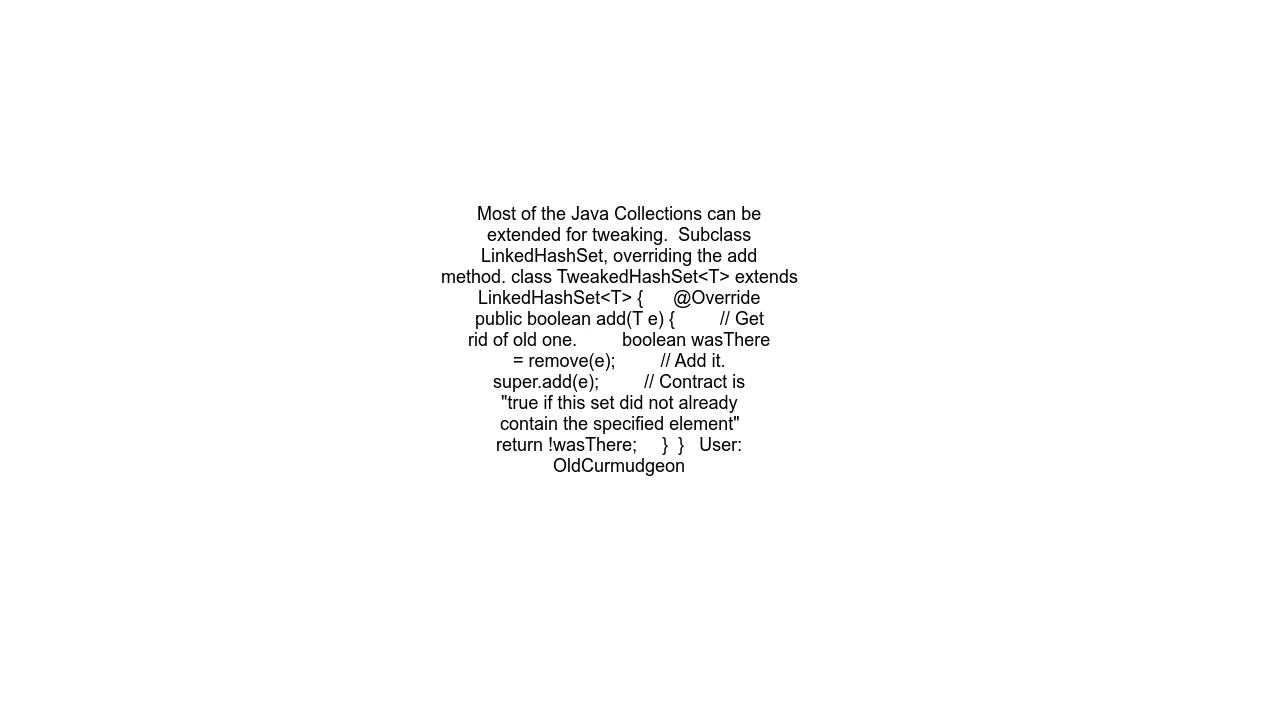 Most of the Java Collections can be
extended for tweaking.  Subclass
LinkedHashSet, overriding the add
method. class TweakedHashSet<T> extends
LinkedHashSet<T> {      @Override
public boolean add(T e) {         // Get
rid of old one.         boolean wasThere
= remove(e);         // Add it.
super.add(e);         // Contract is
"true if this set did not already
contain the specified element"
return !wasThere;     }  }   User:
OldCurmudgeon